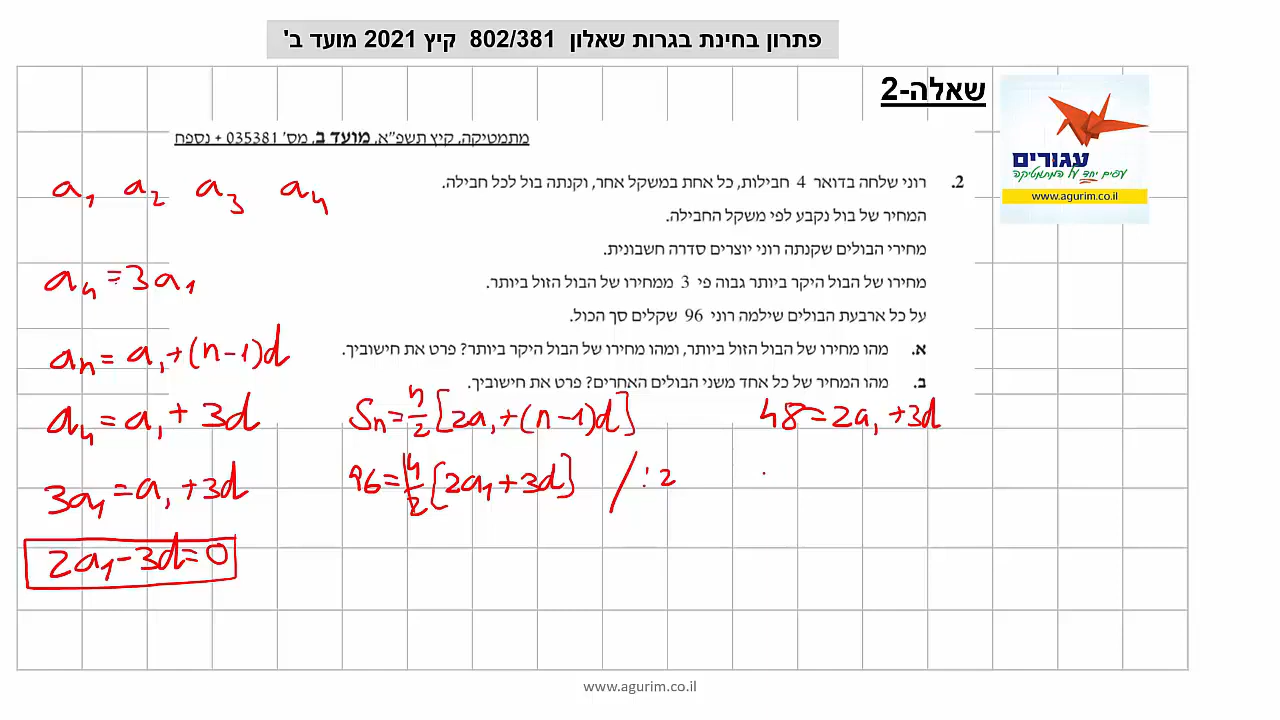 פתרון בחינת בגרות שאלון 802/381 קיץ 2021 מועד ב'
שאלה-2
עגורים
עפים יחד על המתמטיקה
www.agurim.co.il
מתמטיקה, קיץ תשפ"א, מועד ב, מס' 035381 + נספח
2. רוני שלחה בדואר 4 חבילות, כל אחת במשקל אחר, וקנתה בול לכל חבילה.
המחיר של בול נקבע לפי משקל החבילה.
מחירי הבולים שקנתה רוני יוצרים סדרה חשבונית.
מחירו של הבול היקר ביותר גבוה פי 3 ממחירו של הבול הזול ביותר.
על כל ארבעת הבולים שילמה רוני 96 שקלים סך הכול.
א. מהו מחירו של הבול הזול ביותר, ומהו מחירו של הבול היקר ביותר? פרט את חישוביך.
ב. מהו המחיר של כל אחד משני הבולים האחרים? פרט את חישוביך.
a₁ a₂ a₃ a₄
a₄ = 3a₁
aₙ = a₁ + (n-1)d
a₄ = a₁ + 3d
3a₁ = a₁ + 3d
2a₁ - 3d = 0
Sₙ = n/2 [2a₁ + (n-1)d]
96 = 4/2 [2a₁ + 3d] / :2
48 = 2a₁ + 3d
www.agurim.co.il